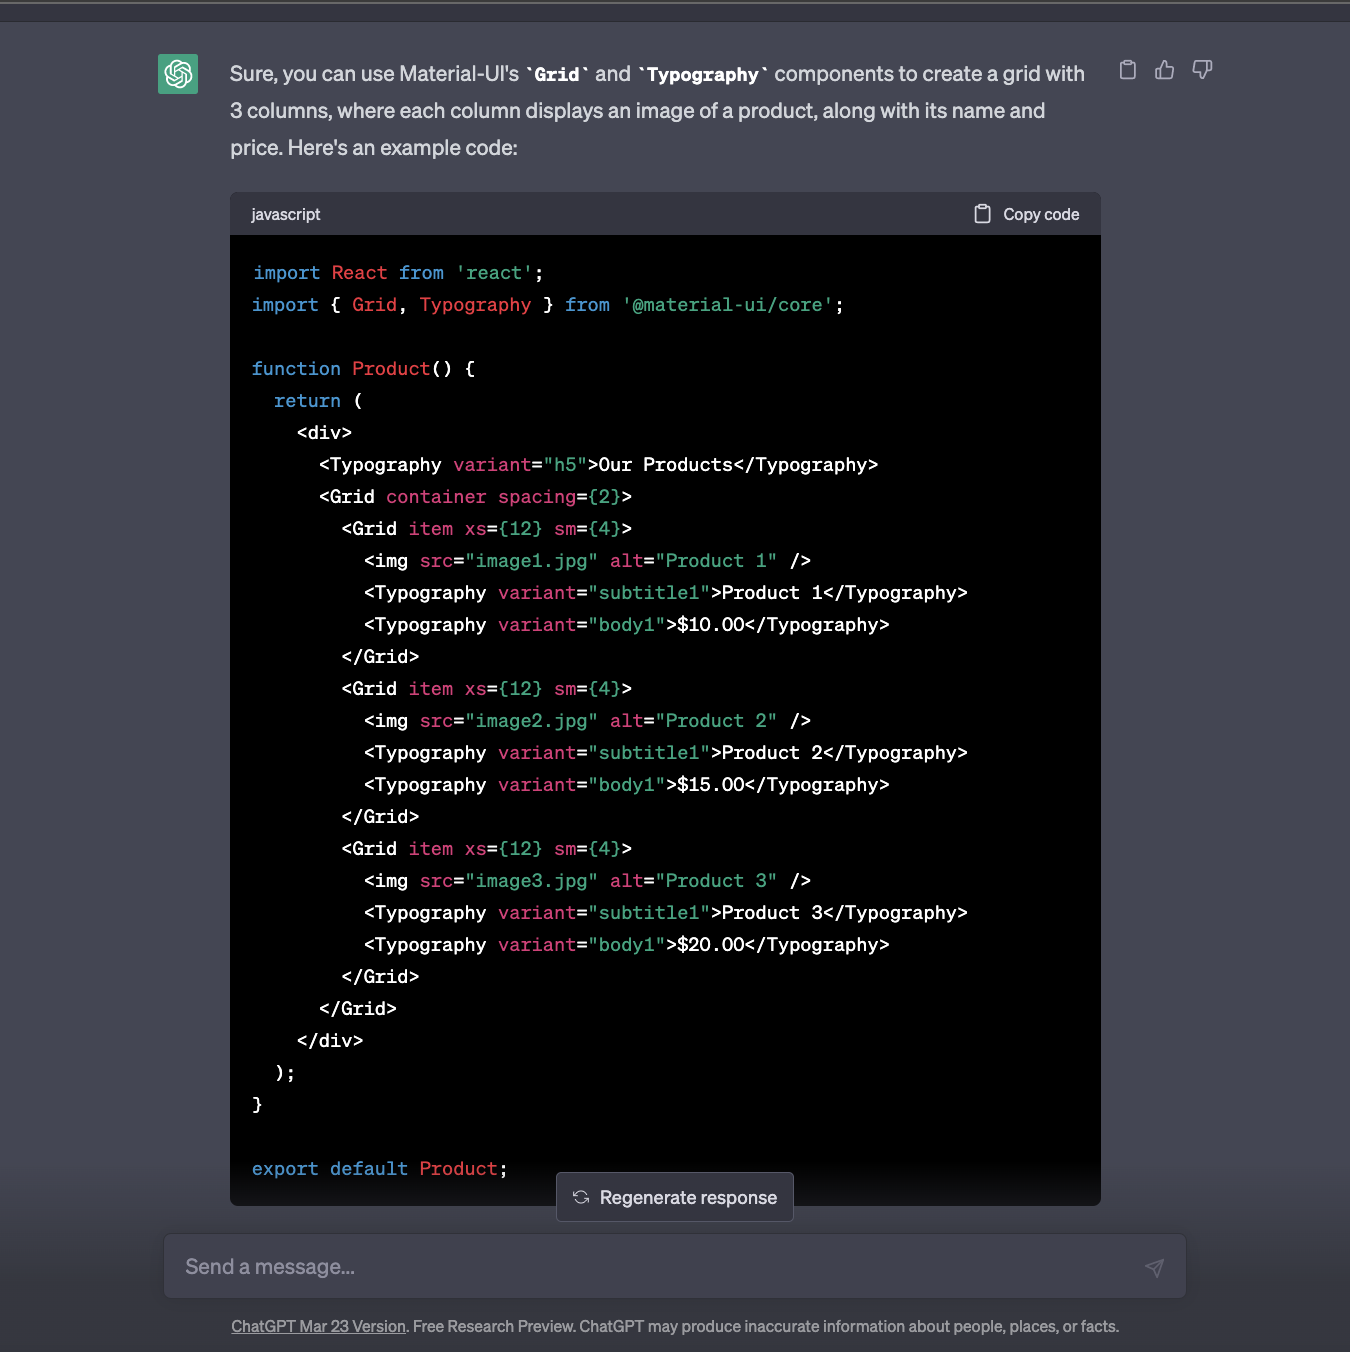 Sure, you can use Material-UI's `Grid` and `Typography` components to create a grid with
3 columns, where each column displays an image of a product, along with its name and
price. Here's an example code:
javascript
Copy code
import React from 'react';
import { Grid, Typography } from '@material-ui/core';

function Product() {
  return (
    <div>
      <Typography variant="h5">Our Products</Typography>
      <Grid container spacing={2}>
        <Grid item xs={12} sm={4}>
          <img src="image1.jpg" alt="Product 1" />
          <Typography variant="subtitle1">Product 1</Typography>
          <Typography variant="body1">$10.00</Typography>
        </Grid>
        <Grid item xs={12} sm={4}>
          <img src="image2.jpg" alt="Product 2" />
          <Typography variant="subtitle1">Product 2</Typography>
          <Typography variant="body1">$15.00</Typography>
        </Grid>
        <Grid item xs={12} sm={4}>
          <img src="image3.jpg" alt="Product 3" />
          <Typography variant="subtitle1">Product 3</Typography>
          <Typography variant="body1">$20.00</Typography>
        </Grid>
      </Grid>
    </div>
  );
}

export default Product;
Regenerate response
Send a message...
ChatGPT Mar 23 Version. Free Research Preview. ChatGPT may produce inaccurate information about people, places, or facts.